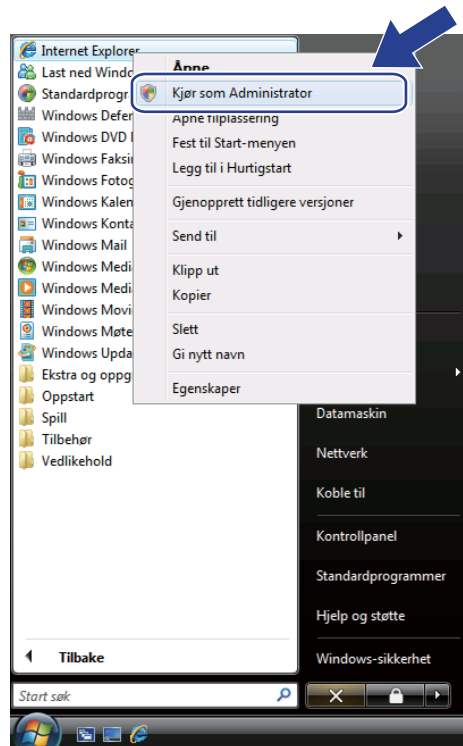 Internet Explorer
Last ned Windo
Standardprogr
Windows Defer
Windows DVD
Windows Faksi
Windows Fotog
Windows Kalen
Windows Konta
Windows Mail
Windows Medi
Windows Medi
Windows Movi
Windows Møte
Windows Upda
Ekstra og oppg
Oppstart
Spill
Tilbehør
Vedlikehold
Tilbake
Start søk
Åpne
Kjør som Administrator
Åpne filplassering
Fest til Start-menyen
Legg til i Hurtigstart
Gjenopprett tidligere versjoner
Send til
Klipp ut
Kopier
Slett
Gi nytt navn
Egenskaper
Datamaskin
Nettverk
Koble til
Kontrollpanel
Standardprogrammer
Hjelp og støtte
Windows-sikkerhet